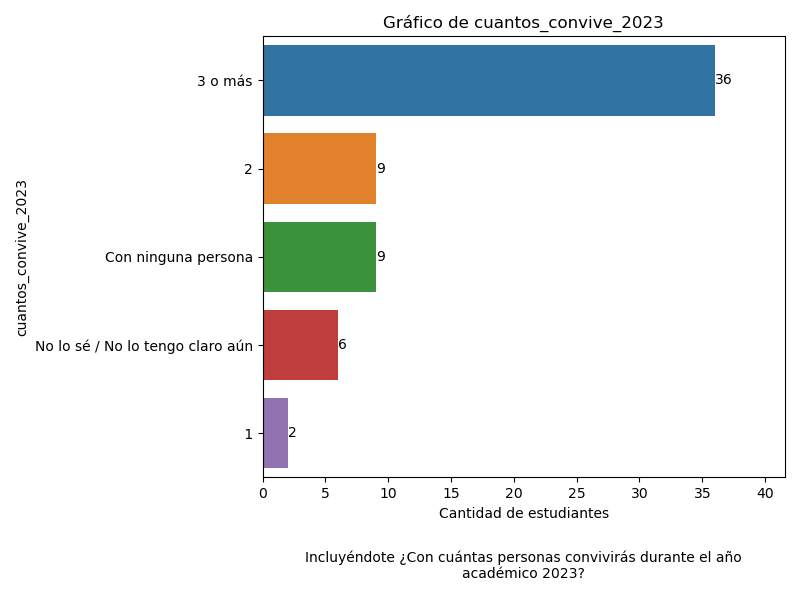 Gráfico de cuantos_convive_2023
cuantos_convive_2023
3 o más
36
2
9
Con ninguna persona
9
No lo sé / No lo tengo claro aún
6
1
2
0 5 10 15 20 25 30 35 40
Cantidad de estudiantes
Incluyéndote ¿Con cuántas personas convivirás durante el año
académico 2023?